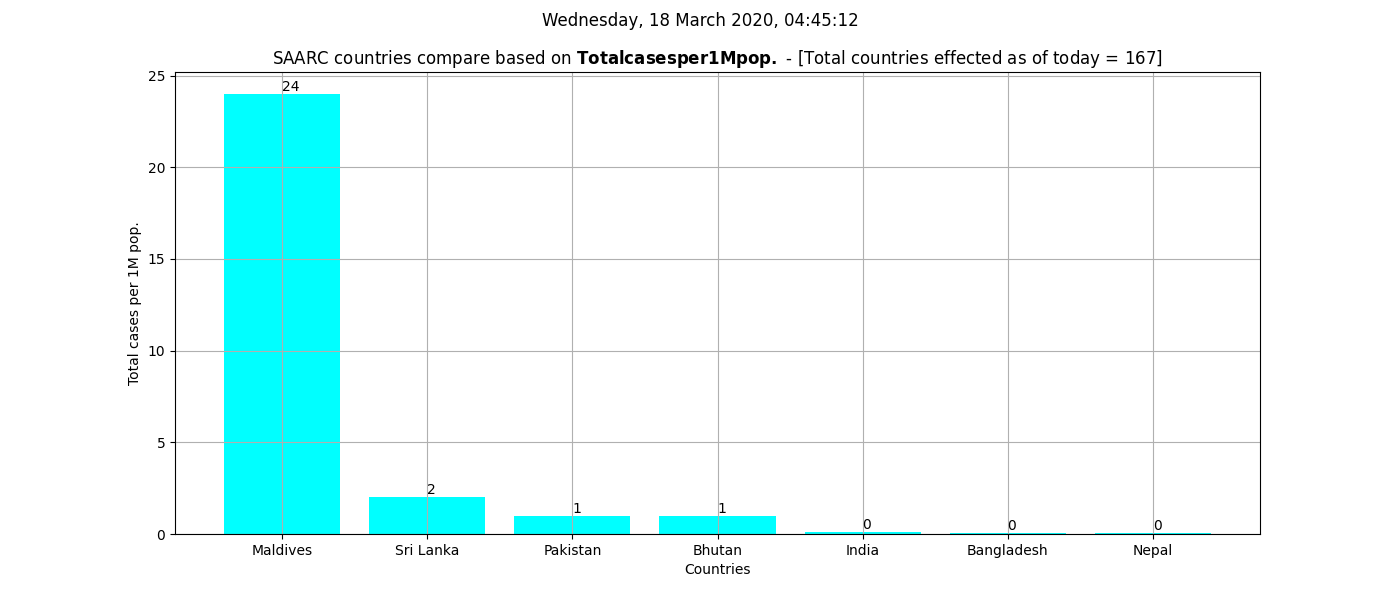 Wednesday, 18 March 2020, 04:45:12
SAARC countries compare based on Totalcasesper1Mpop. - [Total countries effected as of today = 167]
Total cases per 1M pop.
25
20
15
10
5
0
24
2
1
1
0
0
0
Maldives Sri Lanka Pakistan Bhutan India Bangladesh Nepal
Countries